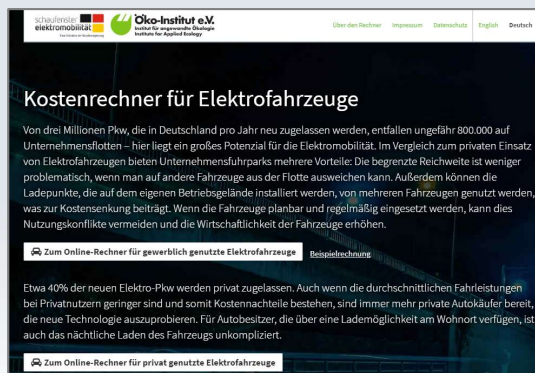 schaufenster
elektromobilität
Eine Initiative der Bundesregierung
Öko-Institut e.V.
Institut für angewandte Ökologie
Institute for Applied Ecology
Über den Rechner Impressum Datenschutz English Deutsch
Kostenrechner für Elektrofahrzeuge
Von drei Millionen Pkw, die in Deutschland pro Jahr neu zugelassen werden, entfallen ungefähr 800.000 auf
Unternehmensflotten – hier liegt ein großes Potenzial für die Elektromobilität. Im Vergleich zum privaten Einsatz
von Elektrofahrzeugen bieten Unternehmensfuhrparks mehrere Vorteile: Die begrenzte Reichweite ist weniger
problematisch, wenn man auf andere Fahrzeuge aus der Flotte ausweichen kann. Außerdem können die
Ladepunkte, die auf dem eigenen Betriebsgelände installiert werden, von mehreren Fahrzeugen genutzt werden,
was zur Kostensenkung beiträgt. Wenn die Fahrzeuge planbar und regelmäßig eingesetzt werden, kann dies
Nutzungskonflikte vermeiden und die Wirtschaftlichkeit der Fahrzeuge erhöhen.
Zum Online-Rechner für gewerblich genutzte Elektrofahrzeuge Beispielrechnung
Etwa 40% der neuen Elektro-Pkw werden privat zugelassen. Auch wenn die durchschnittlichen Fahrleistungen
bei Privatnutzern geringer sind und somit Kostennachteile bestehen, sind immer mehr private Autokäufer bereit,
die neue Technologie auszuprobieren. Für Autobesitzer, die über eine Lademöglichkeit am Wohnort verfügen, ist
auch das nächtliche Laden des Fahrzeugs unkompliziert.
Zum Online-Rechner für privat genutzte Elektrofahrzeuge